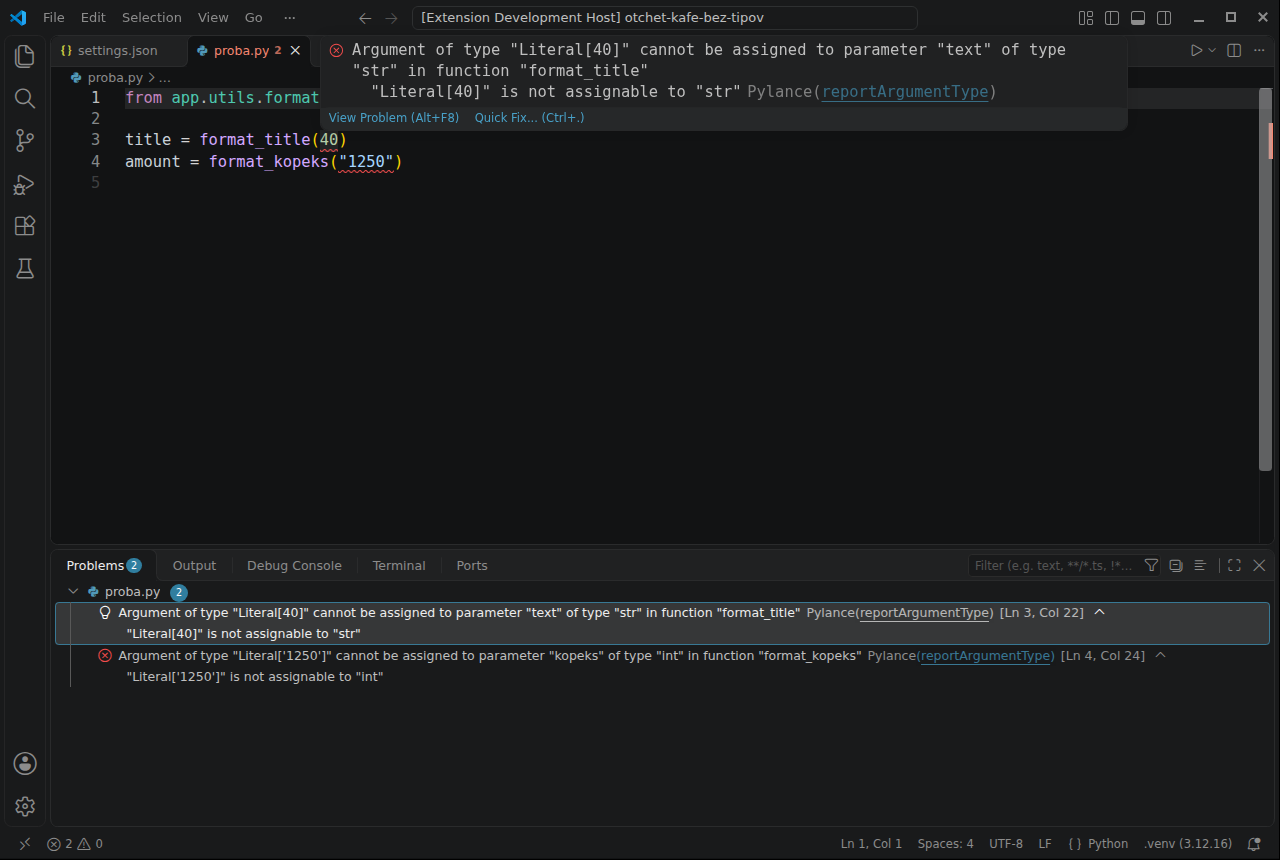 File Edit Selection View Go ···
[Extension Development Host] otchet-kafe-bez-tipov
{} settings.json
proba.py 2
proba.py > ...
Argument of type "Literal[40]" cannot be assigned to parameter "text" of type
"str" in function "format_title"
"Literal[40]" is not assignable to "str" Pylance(reportArgumentType)
View Problem (Alt+F8) Quick Fix... (Ctrl+.)
1 from app.utils.format
2
3 title = format_title(40)
4 amount = format_kopeks("1250")
5
Problems 2 Output Debug Console Terminal Ports
Filter (e.g. text, **/*.ts, !*...
proba.py 2
Argument of type "Literal[40]" cannot be assigned to parameter "text" of type "str" in function "format_title" Pylance(reportArgumentType) [Ln 3, Col 22]
"Literal[40]" is not assignable to "str"
Argument of type "Literal['1250']" cannot be assigned to parameter "kopeks" of type "int" in function "format_kopeks" Pylance(reportArgumentType) [Ln 4, Col 24]
"Literal['1250']" is not assignable to "int"
2 0
Ln 1, Col 1 Spaces: 4 UTF-8 LF {} Python .venv (3.12.16)